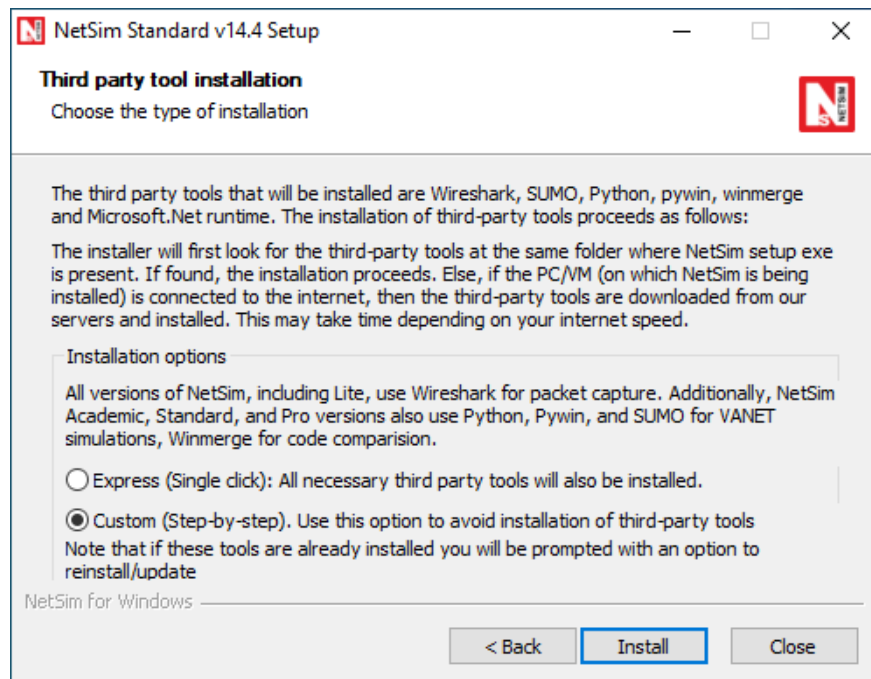 NetSim Standard v14.4 Setup
Third party tool installation
Choose the type of installation
NETSIM
The third party tools that will be installed are Wireshark, SUMO, Python, pywin, winmerge
and Microsoft.Net runtime. The installation of third-party tools proceeds as follows:
The installer will first look for the third-party tools at the same folder where NetSim setup exe
is present. If found, the installation proceeds. Else, if the PC/VM (on which NetSim is being
installed) is connected to the internet, then the third-party tools are downloaded from our
servers and installed. This may take time depending on your internet speed.
Installation options
All versions of NetSim, including Lite, use Wireshark for packet capture. Additionally, NetSim
Academic, Standard, and Pro versions also use Python, Pywin, and SUMO for VANET
simulations, Winmerge for code comparision.
Express (Single click): All necessary third party tools will also be installed.
Custom (Step-by-step). Use this option to avoid installation of third-party tools
Note that if these tools are already installed you will be prompted with an option to
reinstall/update
NetSim for Windows
< Back
Install
Close